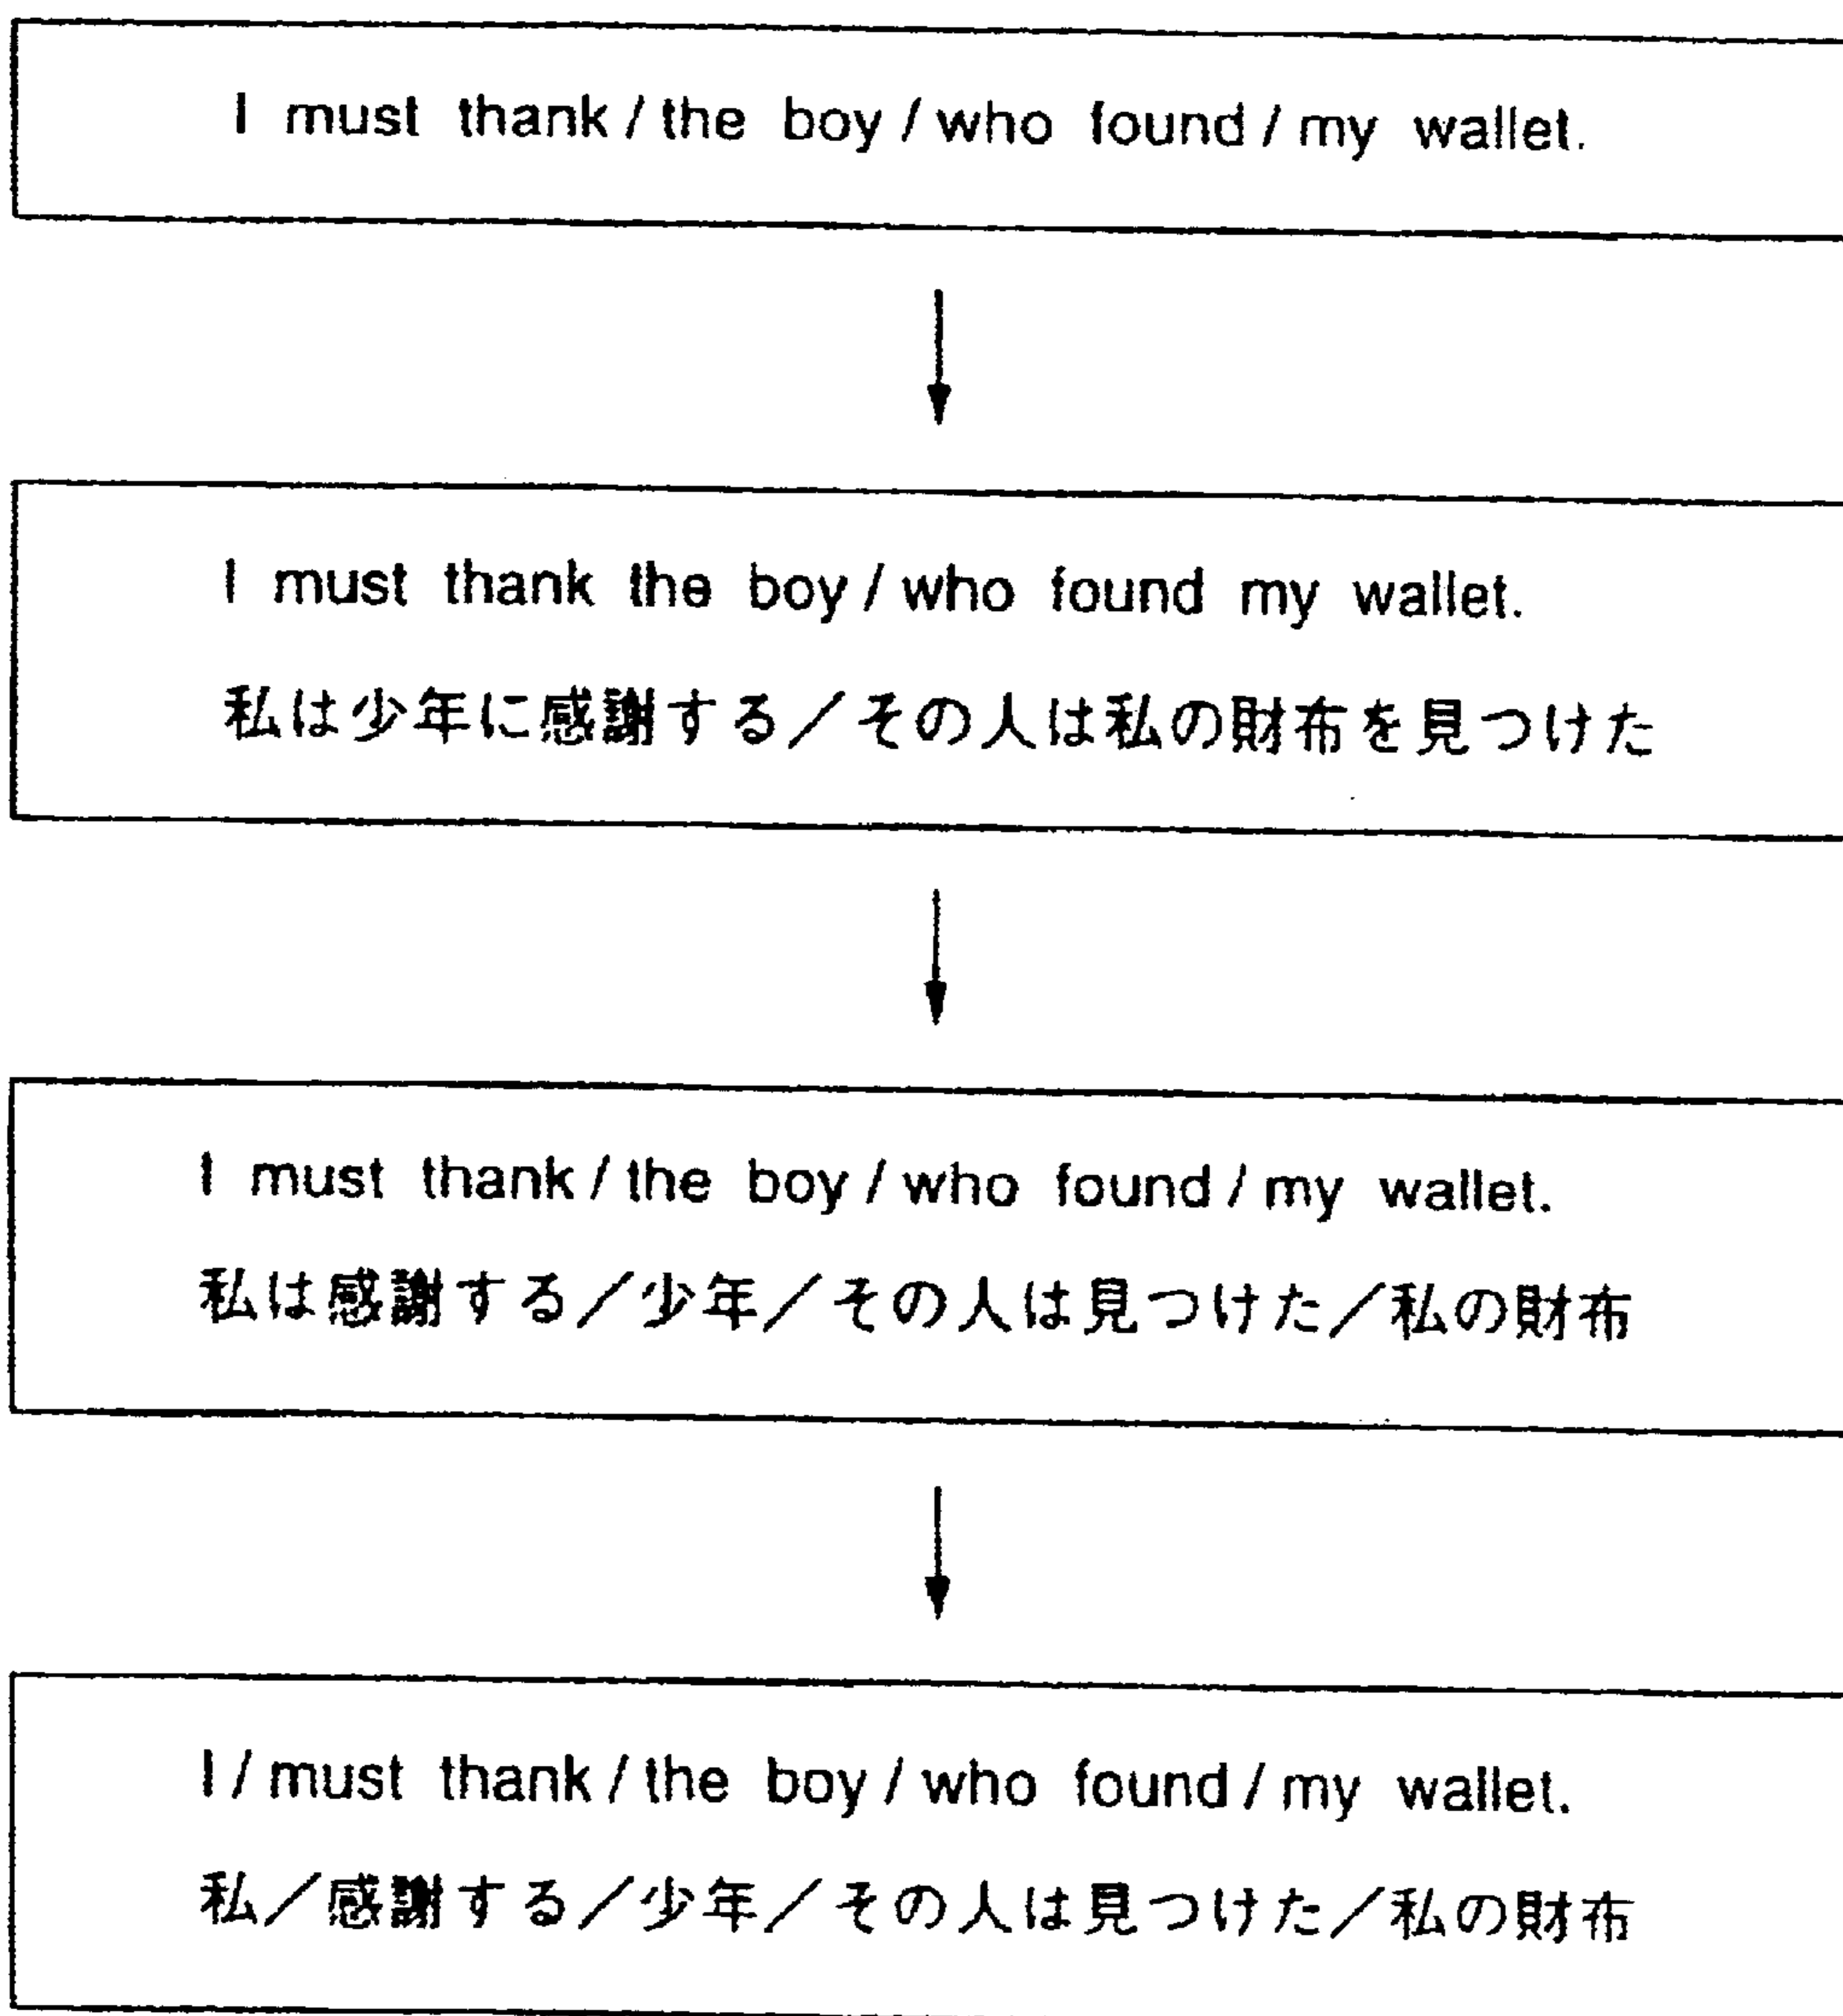 I must thank / the boy / who found / my wallet.
I must thank the boy / who found my wallet.
私は少年に感謝する／その人は私の財布を見つけた
I must thank / the boy / who found / my wallet.
私は感謝する／少年／その人は見つけた／私の財布
I / must thank / the boy / who found / my wallet.
私／感謝する／少年／その人は見つけた／私の財布